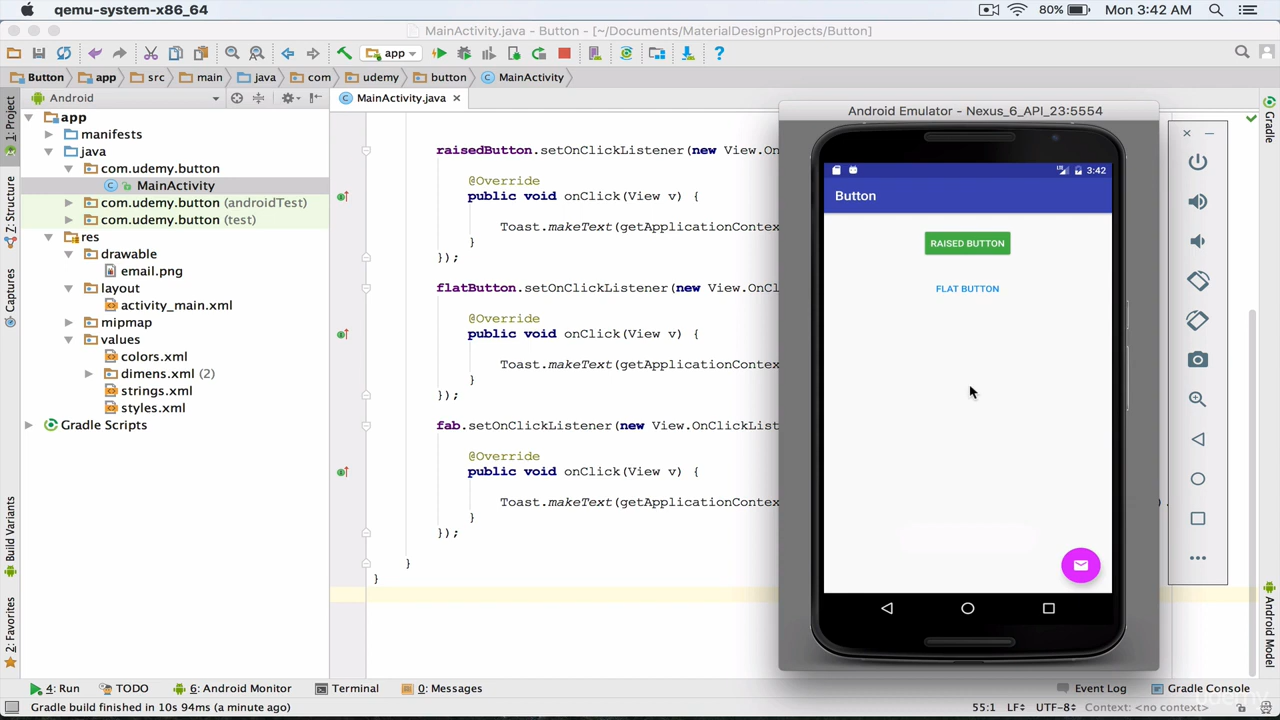 qemu-system-x86_64
80%
Mon 3:42 AM
MainActivity.java - Button - [~/Documents/MaterialDesignProjects/Button]
app
Button
app
src
main
java
com
udemy
button
MainActivity
Android
MainActivity.java
1: Project
Z: Structure
Captures
Build Variants
2: Favorites
app
manifests
java
com.udemy.button
MainActivity
com.udemy.button (androidTest)
com.udemy.button (test)
res
drawable
email.png
layout
activity_main.xml
mipmap
values
colors.xml
dimens.xml (2)
strings.xml
styles.xml
Gradle Scripts
raisedButton.setOnClickListener(new View.On
@Override
public void onClick(View v) {
Toast.makeText(getApplicationContex
}
});
flatButton.setOnClickListener(new View.OnCl
@Override
public void onClick(View v) {
Toast.makeText(getApplicationContex
}
});
fab.setOnClickListener(new View.OnClickList
@Override
public void onClick(View v) {
Toast.makeText(getApplicationContex
}
});
}
}
Android Emulator - Nexus_6_API_23:5554
3:42
Button
RAISED BUTTON
FLAT BUTTON
Gradle
Android Model
4: Run
TODO
6: Android Monitor
Terminal
0: Messages
Event Log
Gradle Console
Gradle build finished in 10s 94ms (a minute ago)
55:1
LF
UTF-8
Context: <no context>
udemy